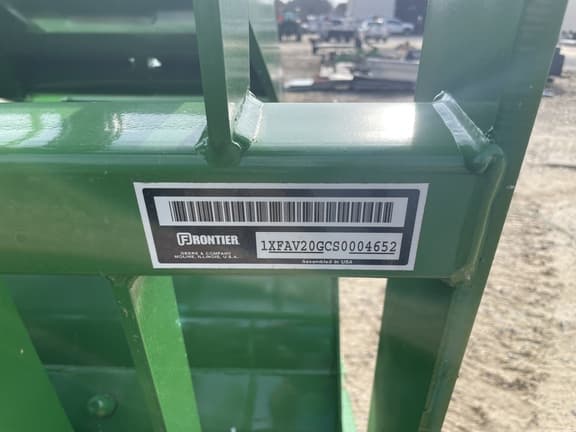 FRONTIER
1XFAV20GCS0004652
DEERE & COMPANY
MOLINE, ILLINOIS, U.S.A.
Assembled in USA